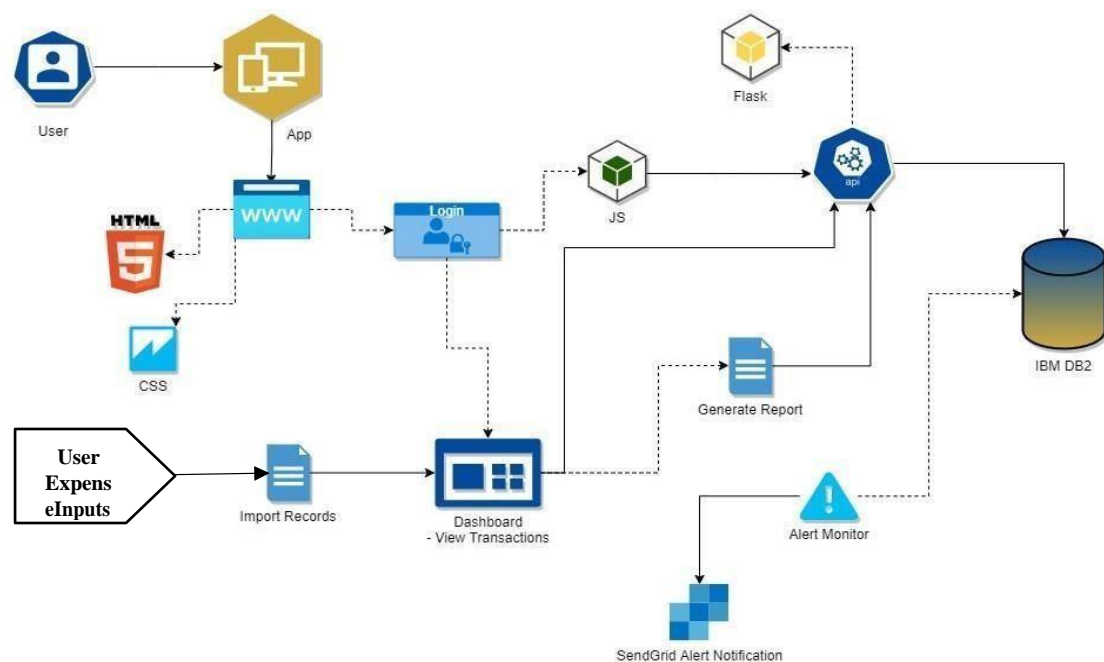 User
App
Flask
api
JS
WWW
Login
HTML
5
CSS
IBM DB2
Generate Report
User
Expens
eInputs
Import Records
Dashboard
- View Transactions
Alert Monitor
SendGrid Alert Notification